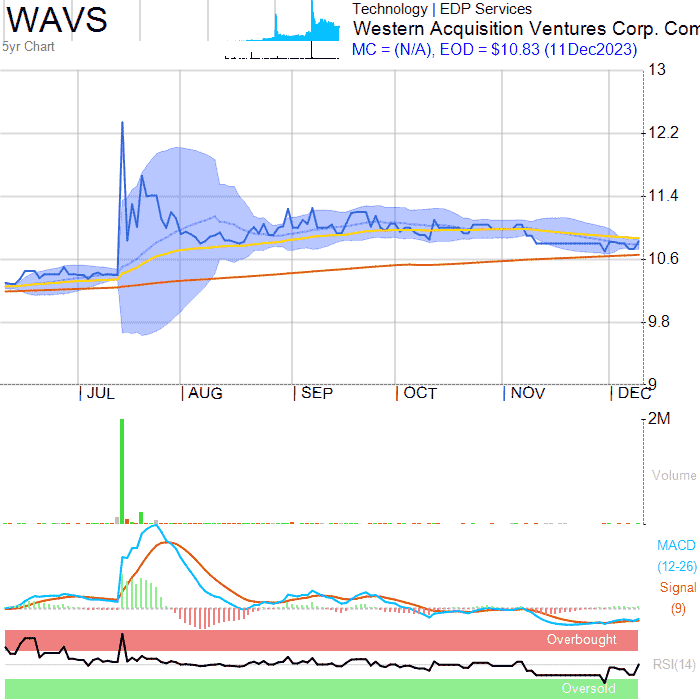 WAVS
5yr Chart
Technology | EDP Services
Western Acquisition Ventures Corp. Com
MC = (N/A), EOD = $10.83 (11Dec2023)
13
12.2
11.4
10.6
9.8
9
JUL AUG SEP OCT NOV DEC
2M
Volume
MACD
(12-26)
Signal
(9)
Overbought
RSI(14)
Oversold